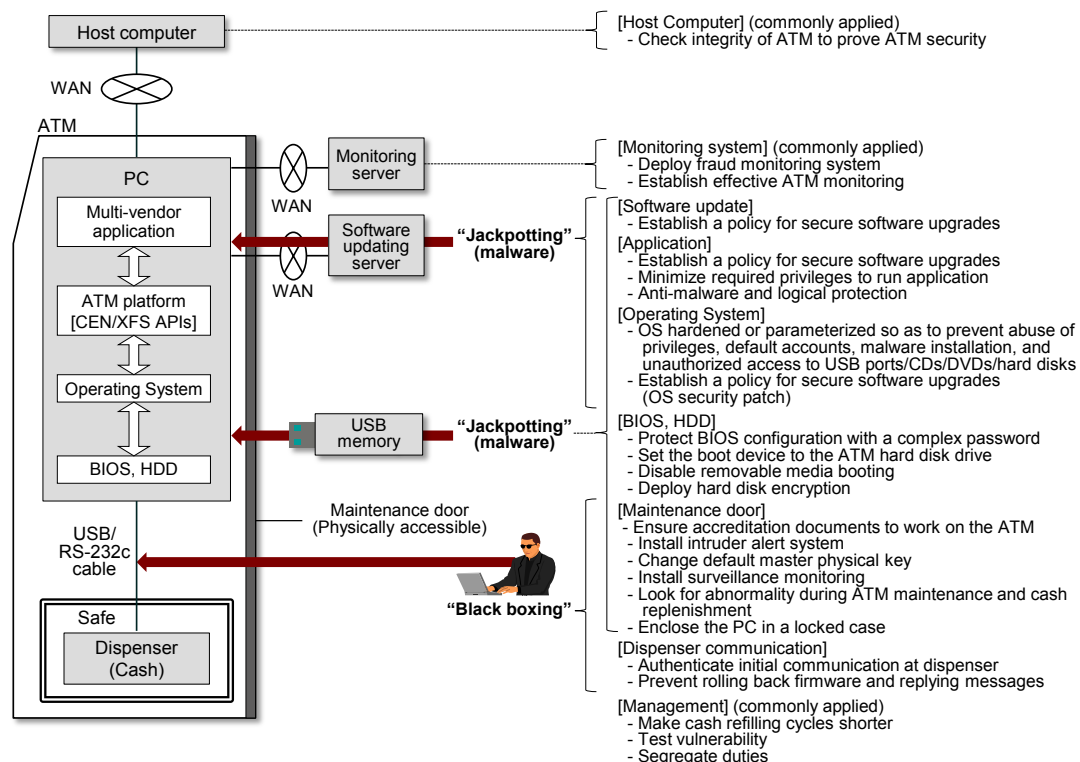 Host computer
[Host Computer] (commonly applied)
- Check integrity of ATM to prove ATM security
WAN
ATM
PC
Multi-vendor
application
ATM platform
[CEN/XFS APIs]
Operating System
BIOS, HDD
USB/
RS-232c
cable
Safe
Dispenser
(Cash)
WAN
Monitoring
server
[Monitoring system] (commonly applied)
- Deploy fraud monitoring system
- Establish effective ATM monitoring
Software
updating
server
WAN
“Jackpotting”
(malware)
[Software update]
- Establish a policy for secure software upgrades
[Application]
- Establish a policy for secure software upgrades
- Minimize required privileges to run application
- Anti-malware and logical protection
[Operating System]
- OS hardened or parameterized so as to prevent abuse of
privileges, default accounts, malware installation, and
unauthorized access to USB ports/CDs/DVDs/hard disks
- Establish a policy for secure software upgrades
(OS security patch)
USB
memory
“Jackpotting”
(malware)
[BIOS, HDD]
- Protect BIOS configuration with a complex password
- Set the boot device to the ATM hard disk drive
- Disable removable media booting
- Deploy hard disk encryption
Maintenance door
(Physically accessible)
“Black boxing”
[Maintenance door]
- Ensure accreditation documents to work on the ATM
- Install intruder alert system
- Change default master physical key
- Install surveillance monitoring
- Look for abnormality during ATM maintenance and cash
replenishment
- Enclose the PC in a locked case
[Dispenser communication]
- Authenticate initial communication at dispenser
- Prevent rolling back firmware and replying messages
[Management] (commonly applied)
- Make cash refilling cycles shorter
- Test vulnerability
- Segregate duties